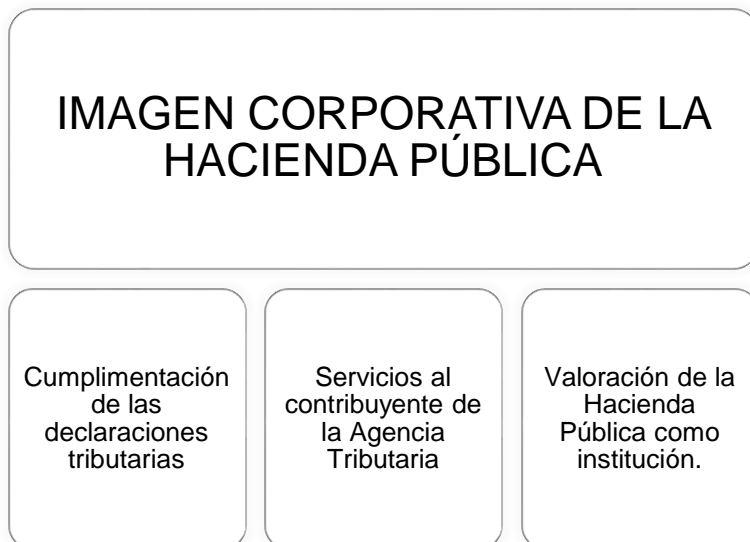 IMAGEN CORPORATIVA DE LA
HACIENDA PÚBLICA
Cumplimentación
de las
declaraciones
tributarias
Servicios al
contribuyente de
la Agencia
Tributaria
Valoración de la
Hacienda
Pública como
institución.